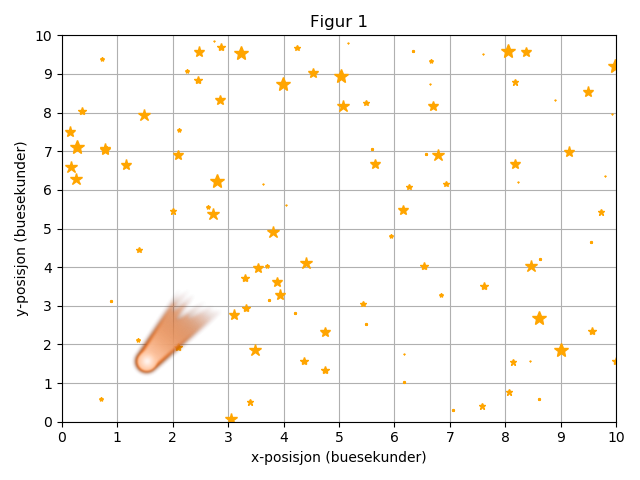 Figur 1
10
9
8
7
6
5
4
3
2
1
0
y-posisjon (buesekunder)
0 1 2 3 4 5 6 7 8 9 10
x-posisjon (buesekunder)